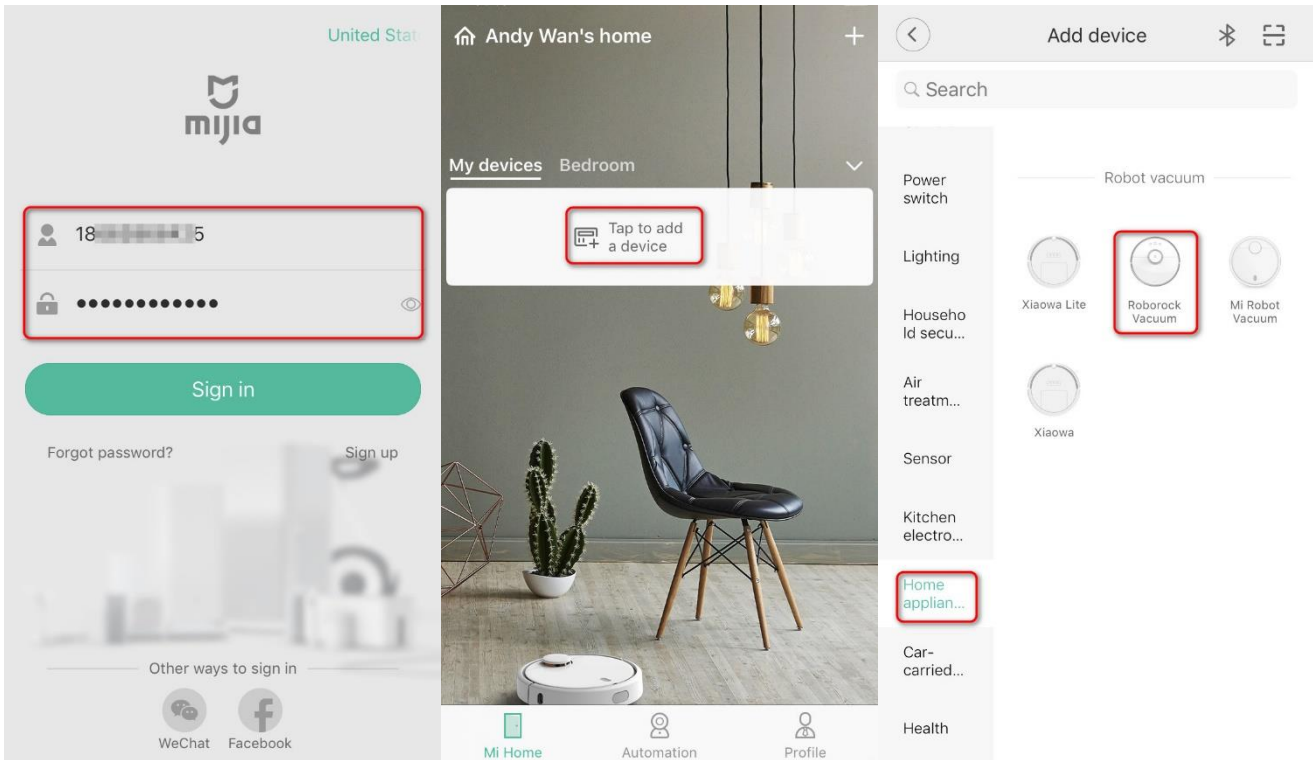 United Stat
mijia
18 5
Sign in
Forgot password?
Sign up
Other ways to sign in
WeChat
Facebook
Andy Wan's home
My devices
Bedroom
Tap to add
a device
Mi Home
Automation
Profile
Add device
Search
Power
switch
Lighting
Househo
ld secu...
Air
treatm...
Sensor
Kitchen
electro...
Home
applian...
Car-
carried...
Health
Robot vacuum
Xiaowa Lite
Roborock
Vacuum
Mi Robot
Vacuum
Xiaowa